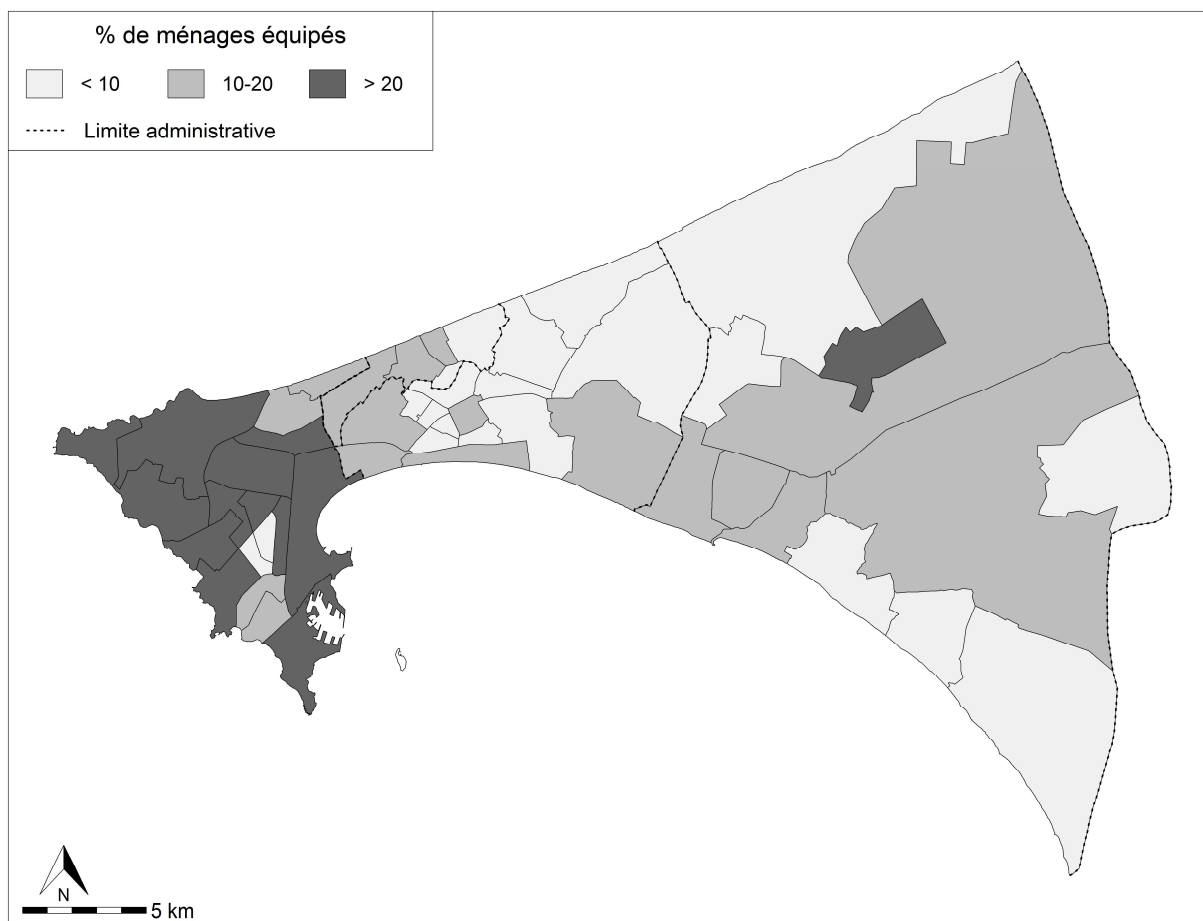 % de ménages équipés
< 10 10-20 > 20
Limite administrative
N
5 km